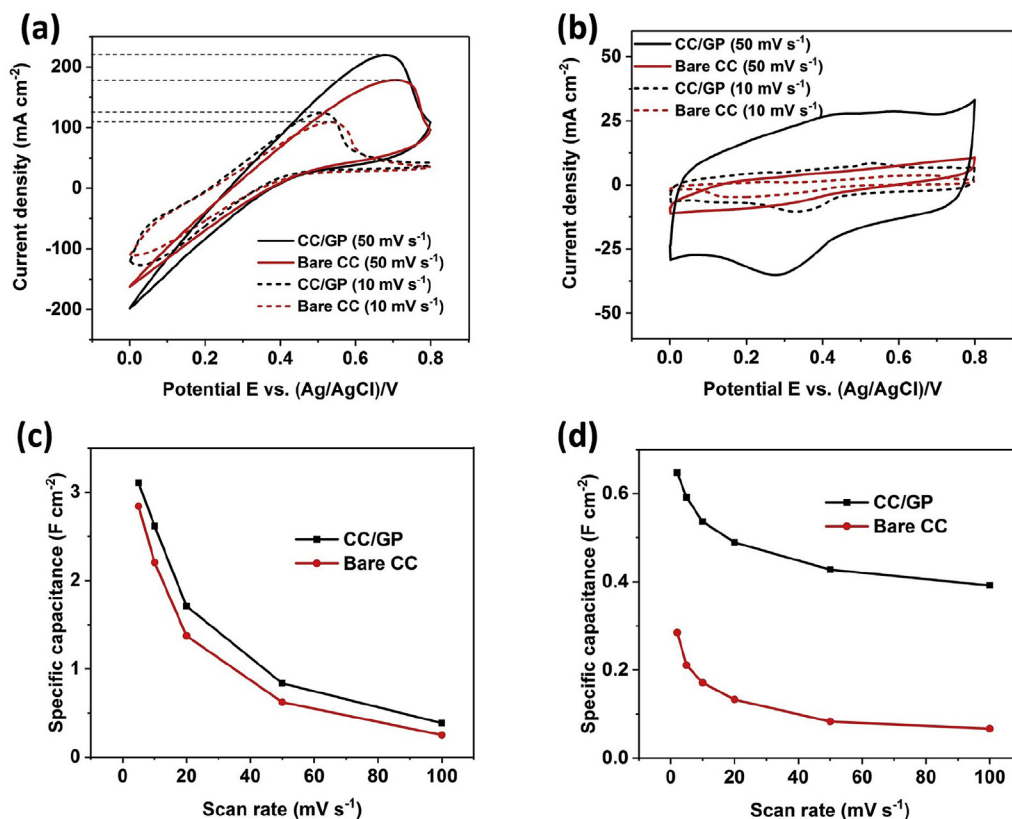 (a)
Current density (mA cm⁻²)
200
100
0
-100
-200
CC/GP (50 mV s⁻¹)
Bare CC (50 mV s⁻¹)
CC/GP (10 mV s⁻¹)
Bare CC (10 mV s⁻¹)
0.0 0.2 0.4 0.6 0.8
Potential E vs. (Ag/AgCl)/V
(b)
Current density (mA cm⁻²)
50
25
0
-25
-50
CC/GP (50 mV s⁻¹)
Bare CC (50 mV s⁻¹)
CC/GP (10 mV s⁻¹)
Bare CC (10 mV s⁻¹)
0.0 0.2 0.4 0.6 0.8
Potential E vs. (Ag/AgCl)/V
(c)
Specific capacitance (F cm⁻²)
3
2
1
0
CC/GP
Bare CC
0 20 40 60 80 100
Scan rate (mV s⁻¹)
(d)
Specific capacitance (F cm⁻²)
0.6
0.4
0.2
0.0
CC/GP
Bare CC
0 20 40 60 80 100
Scan rate (mV s⁻¹)